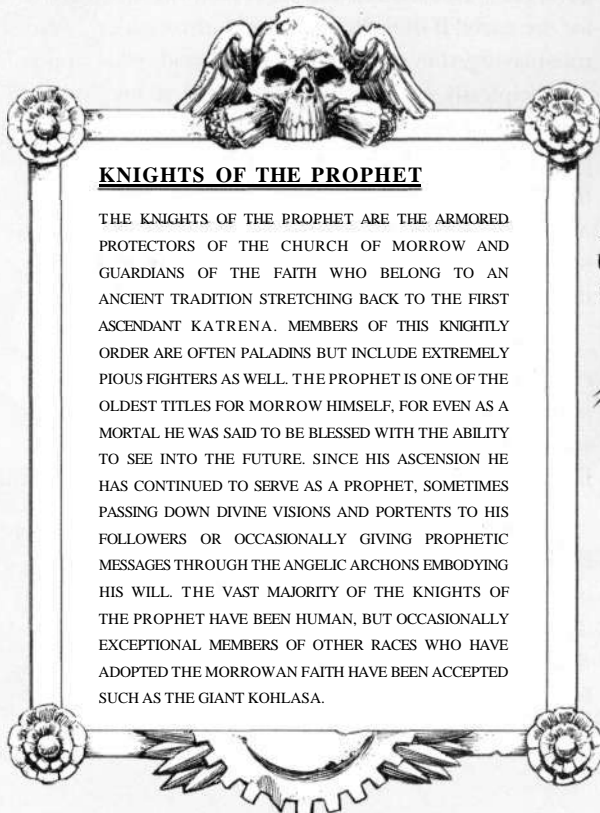 KNIGHTS OF THE PROPHET
THE KNIGHTS OF THE PROPHET ARE THE ARMORED
PROTECTORS OF THE CHURCH OF MORROW AND
GUARDIANS OF THE FAITH WHO BELONG TO AN
ANCIENT TRADITION STRETCHING BACK TO THE FIRST
ASCENDANT KATRENA. MEMBERS OF THIS KNIGHTLY
ORDER ARE OFTEN PALADINS BUT INCLUDE EXTREMELY
PIOUS FIGHTERS AS WELL. THE PROPHET IS ONE OF THE
OLDEST TITLES FOR MORROW HIMSELF, FOR EVEN AS A
MORTAL HE WAS SAID TO BE BLESSED WITH THE ABILITY
TO SEE INTO THE FUTURE. SINCE HIS ASCENSION HE
HAS CONTINUED TO SERVE AS A PROPHET, SOMETIMES
PASSING DOWN DIVINE VISIONS AND PORTENTS TO HIS
FOLLOWERS OR OCCASIONALLY GIVING PROPHETIC
MESSAGES THROUGH THE ANGELIC ARCHONS EMBODYING
HIS WILL. THE VAST MAJORITY OF THE KNIGHTS OF
THE PROPHET HAVE BEEN HUMAN, BUT OCCASIONALLY
EXCEPTIONAL MEMBERS OF OTHER RACES WHO HAVE
ADOPTED THE MORROWAN FAITH HAVE BEEN ACCEPTED
SUCH AS THE GIANT KOHLASA.